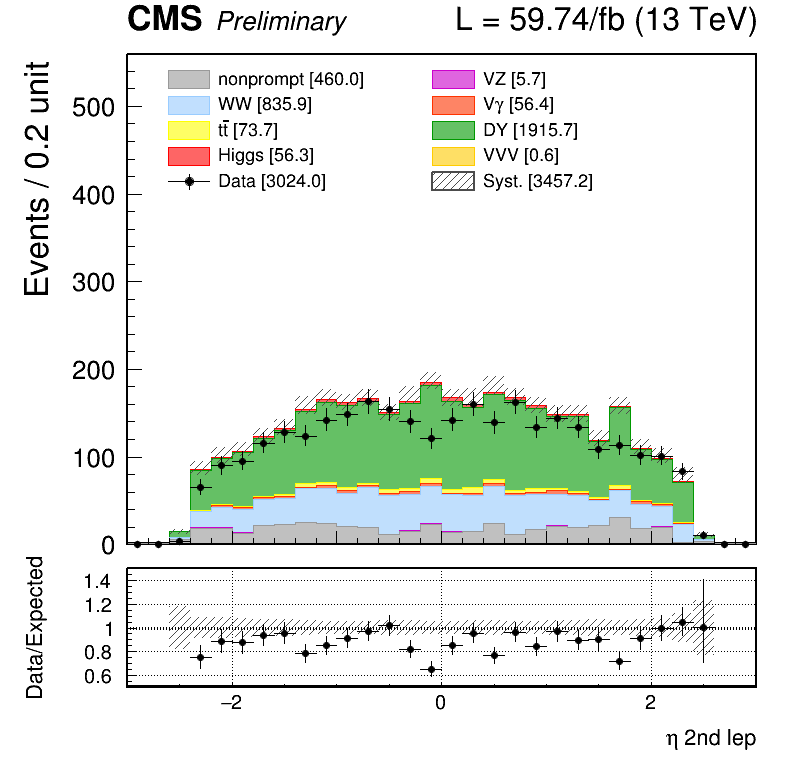 CMS Preliminary L = 59.74/fb (13 TeV)
Events / 0.2 unit
500
400
300
200
100
0
nonprompt [460.0]
WW [835.9]
tt̄ [73.7]
Higgs [56.3]
Data [3024.0]
VZ [5.7]
Vγ [56.4]
DY [1915.7]
VVV [0.6]
Syst. [3457.2]
Data/Expected
1.4
1.2
1
0.8
0.6
−2 0 2
η 2nd lep